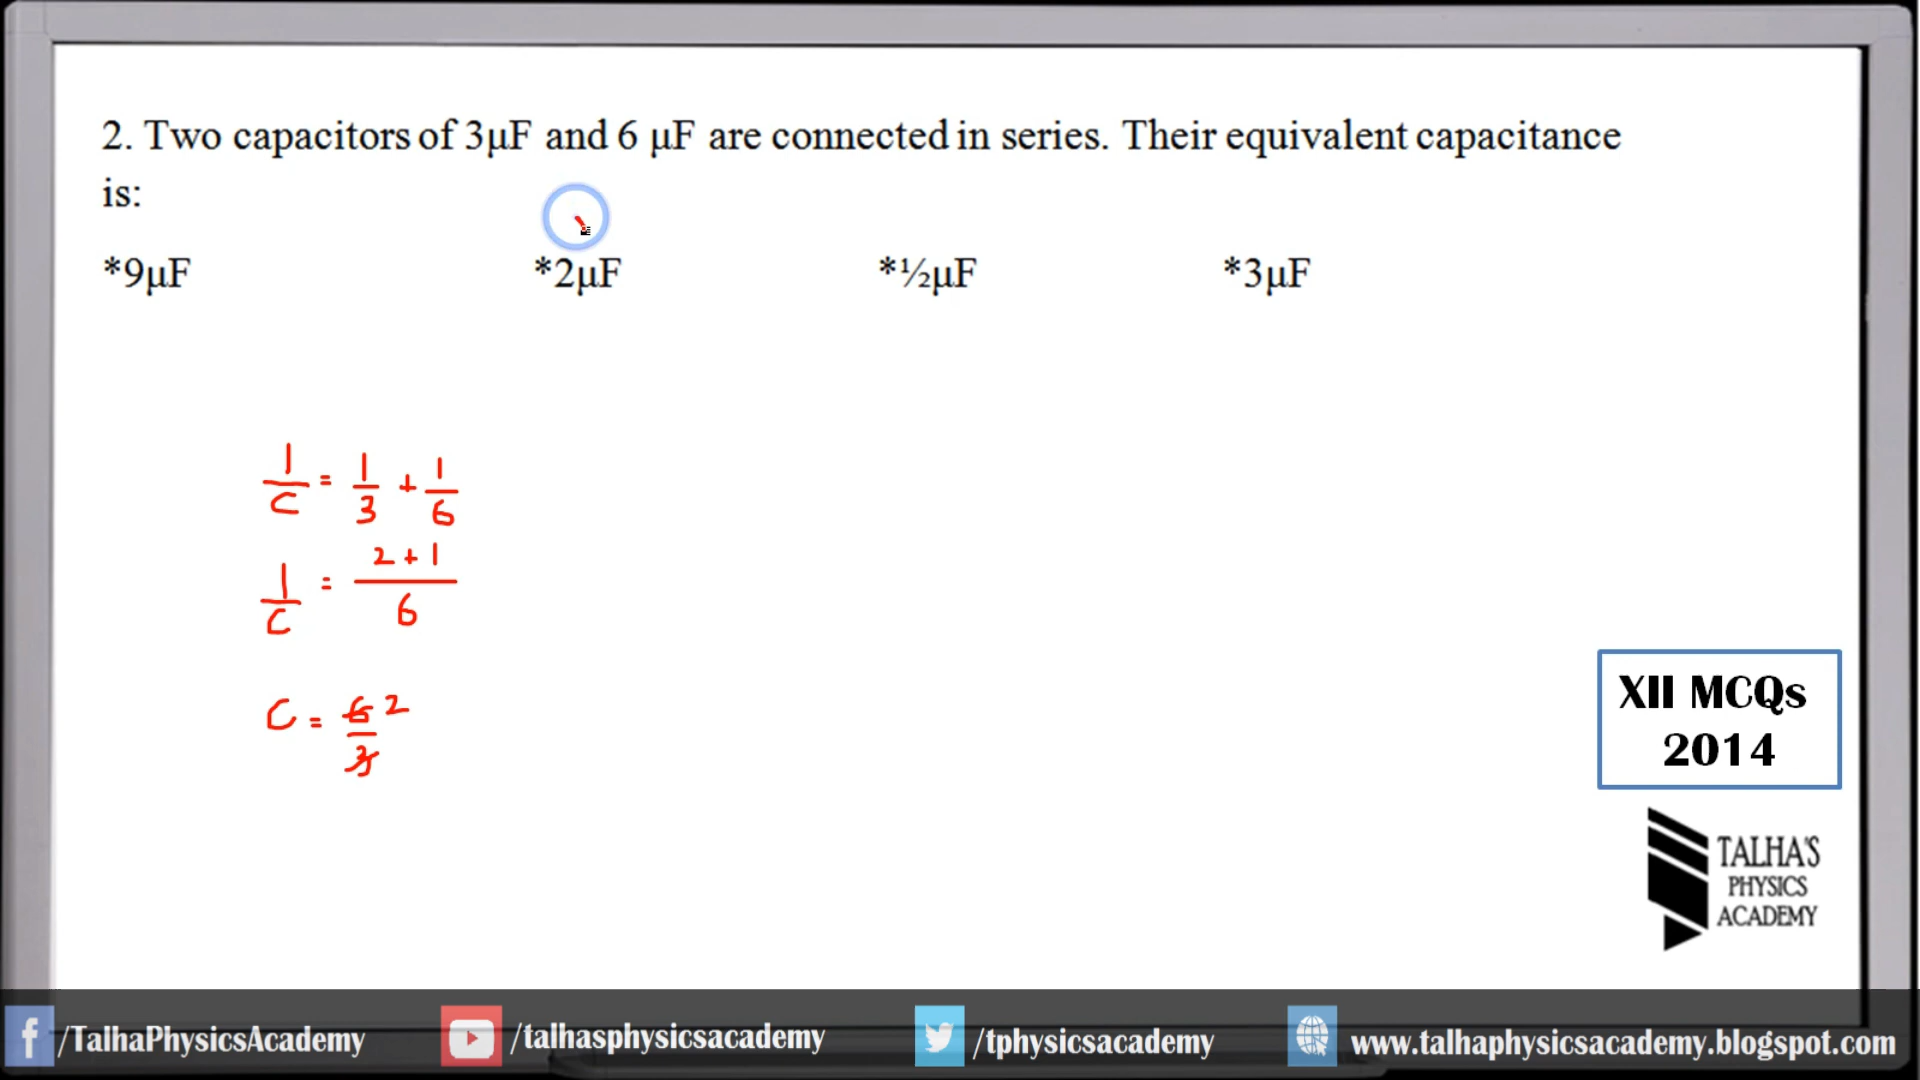 2. Two capacitors of 3μF and 6 μF are connected in series. Their equivalent capacitance
is:
*9μF *2μF *½μF *3μF
1/C = 1/3 + 1/6
1/C = 2+1/6
C = 6/3 2
XII MCQs
2014
TALHA'S
PHYSICS
ACADEMY
/TalhaPhysicsAcademy /talhasphysicsacademy /tphysicsacademy www.talhaphysicsacademy.blogspot.com